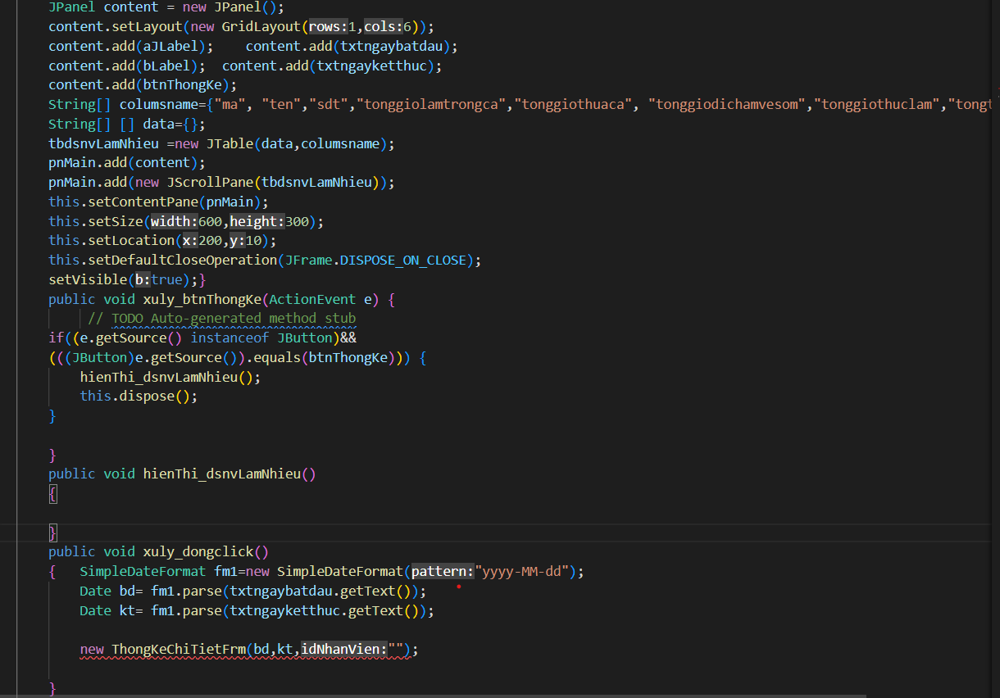 JPanel content = new JPanel();
content.setLayout(new GridLayout(rows:1,cols:6));
content.add(aJLabel);    content.add(txtngaybatdau);
content.add(bLabel);  content.add(txtngayketthuc);
content.add(btnThongKe);
String[] columsname={"ma", "ten","sdt","tonggiolamtrongca","tonggiothuaca", "tonggiodichamvesom","tonggiothuclam","tongt
String[] [] data={};
tbdsnvLamNhieu =new JTable(data,columsname);
pnMain.add(content);
pnMain.add(new JScrollPane(tbdsnvLamNhieu));
this.setContentPane(pnMain);
this.setSize(width:600,height:300);
this.setLocation(x:200,y:10);
this.setDefaultCloseOperation(JFrame.DISPOSE_ON_CLOSE);
setVisible(b:true);}
public void xuly_btnThongKe(ActionEvent e) {
// TODO Auto-generated method stub
if((e.getSource() instanceof JButton)&&
(((JButton)e.getSource()).equals(btnThongKe))) {
hienThi_dsnvLamNhieu();
this.dispose();
}
}
public void hienThi_dsnvLamNhieu()
{
}
public void xuly_dongclick()
{   SimpleDateFormat fm1=new SimpleDateFormat(pattern:"yyyy-MM-dd");
Date bd= fm1.parse(txtngaybatdau.getText());
Date kt= fm1.parse(txtngayketthuc.getText());
new ThongKeChiTietFrm(bd,kt,idNhanVien:"");
}